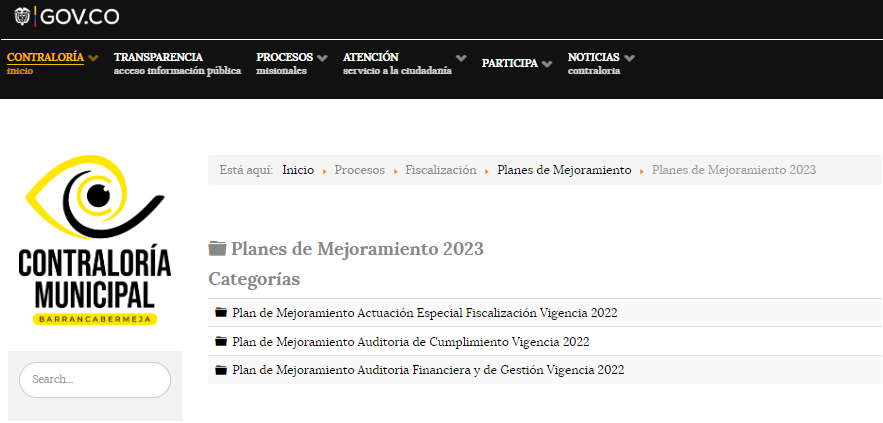 GOV.CO
CONTRALORÍA
inicio
TRANSPARENCIA
acceso información pública
PROCESOS
misionales
ATENCIÓN
servicio a la ciudadanía
PARTICIPA
NOTICIAS
contraloria
CONTRALORÍA
MUNICIPAL
BARRANCABERMEJA
Search...
Está aquí: Inicio Procesos Fiscalización Planes de Mejoramiento Planes de Mejoramiento 2023
Planes de Mejoramiento 2023
Categorías
Plan de Mejoramiento Actuación Especial Fiscalización Vigencia 2022
Plan de Mejoramiento Auditoria de Cumplimiento Vigencia 2022
Plan de Mejoramiento Auditoria Financiera y de Gestión Vigencia 2022